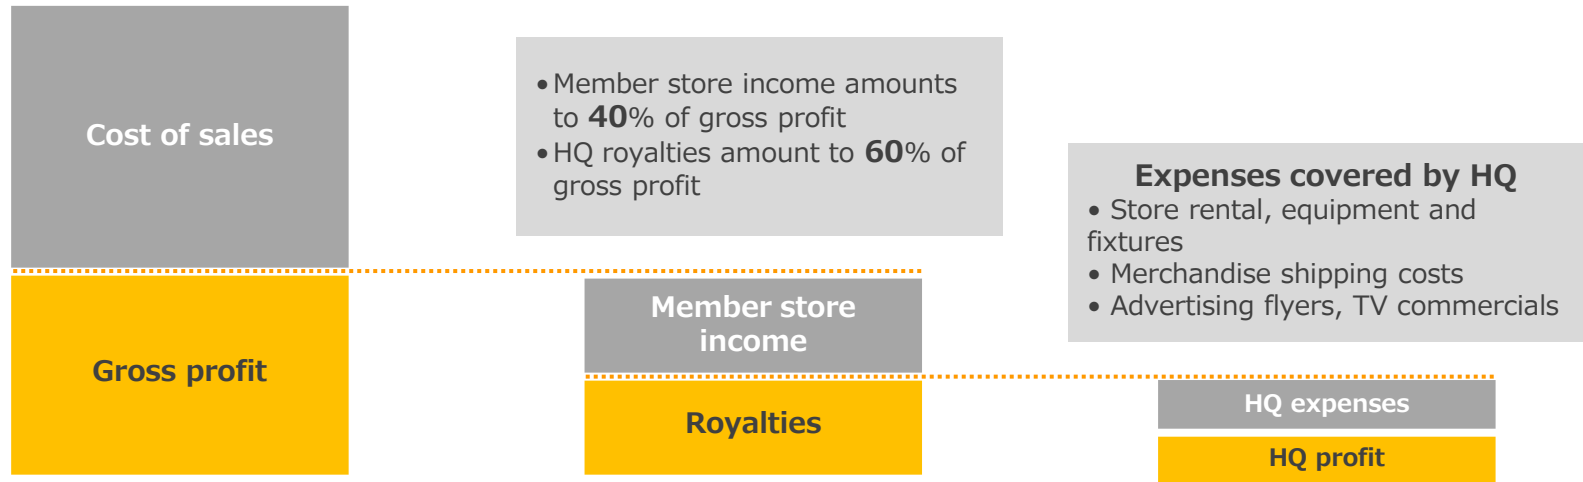 Cost of sales
Gross profit
•Member store income amounts
to 40% of gross profit
•HQ royalties amount to 60% of
gross profit
Member store
income
Royalties
Expenses covered by HQ
• Store rental, equipment and
fixtures
• Merchandise shipping costs
• Advertising flyers, TV commercials
HQ expenses
HQ profit